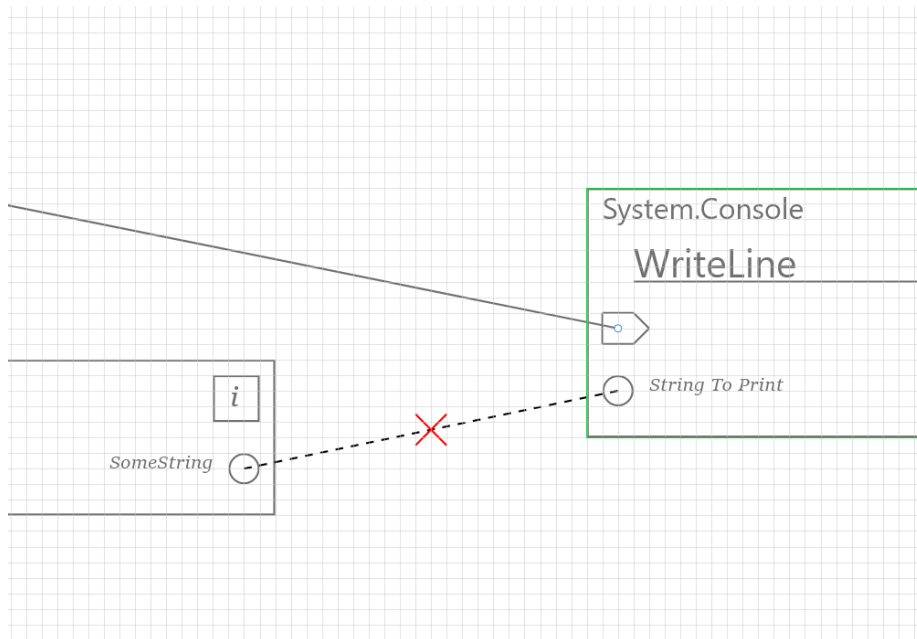 System.Console
WriteLine
String To Print
i
SomeString